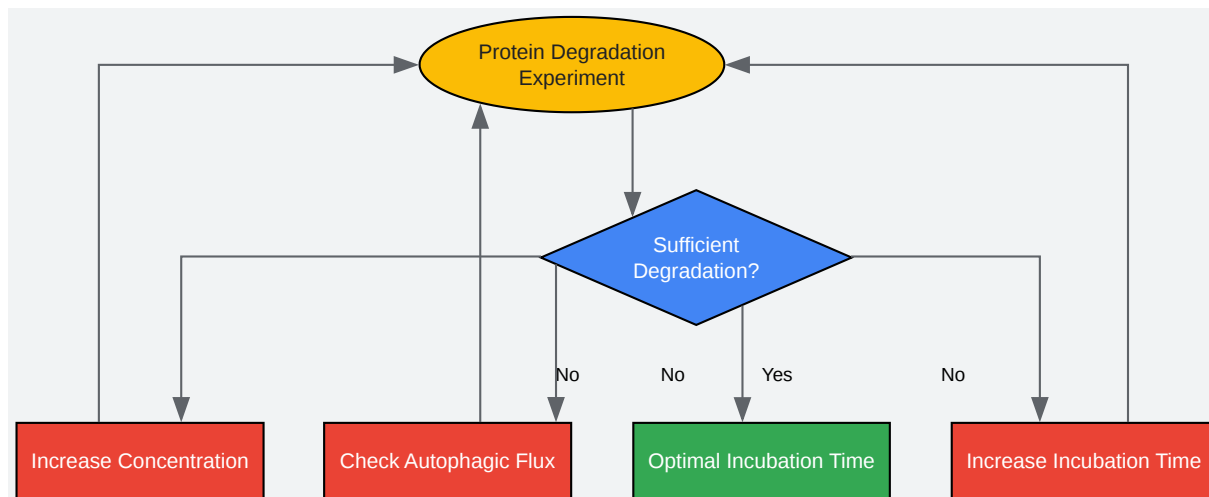 Protein Degradation
Experiment
Sufficient
Degradation?
No
No
Yes
No
Increase Concentration
Check Autophagic Flux
Optimal Incubation Time
Increase Incubation Time